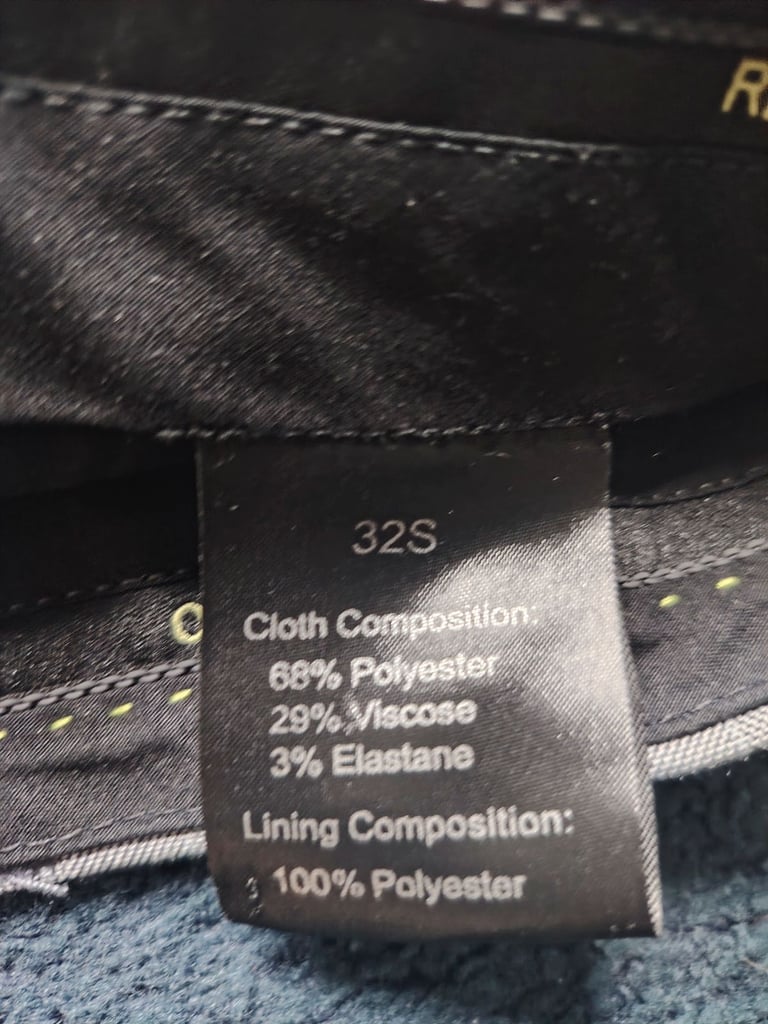 32S
Cloth Composition:
68% Polyester
29% Viscose
3% Elastane
Lining Composition:
100% Polyester